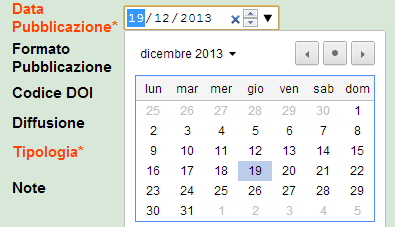 Data
Pubblicazione*
19/12/2013
Formato
Pubblicazione
Codice DOI
Diffusione
Tipologia*
Note
dicembre 2013
lun mar mer gio ven sab dom
25 26 27 28 29 30 1
2 3 4 5 6 7 8
9 10 11 12 13 14 15
16 17 18 19 20 21 22
23 24 25 26 27 28 29
30 31 1 2 3 4 5